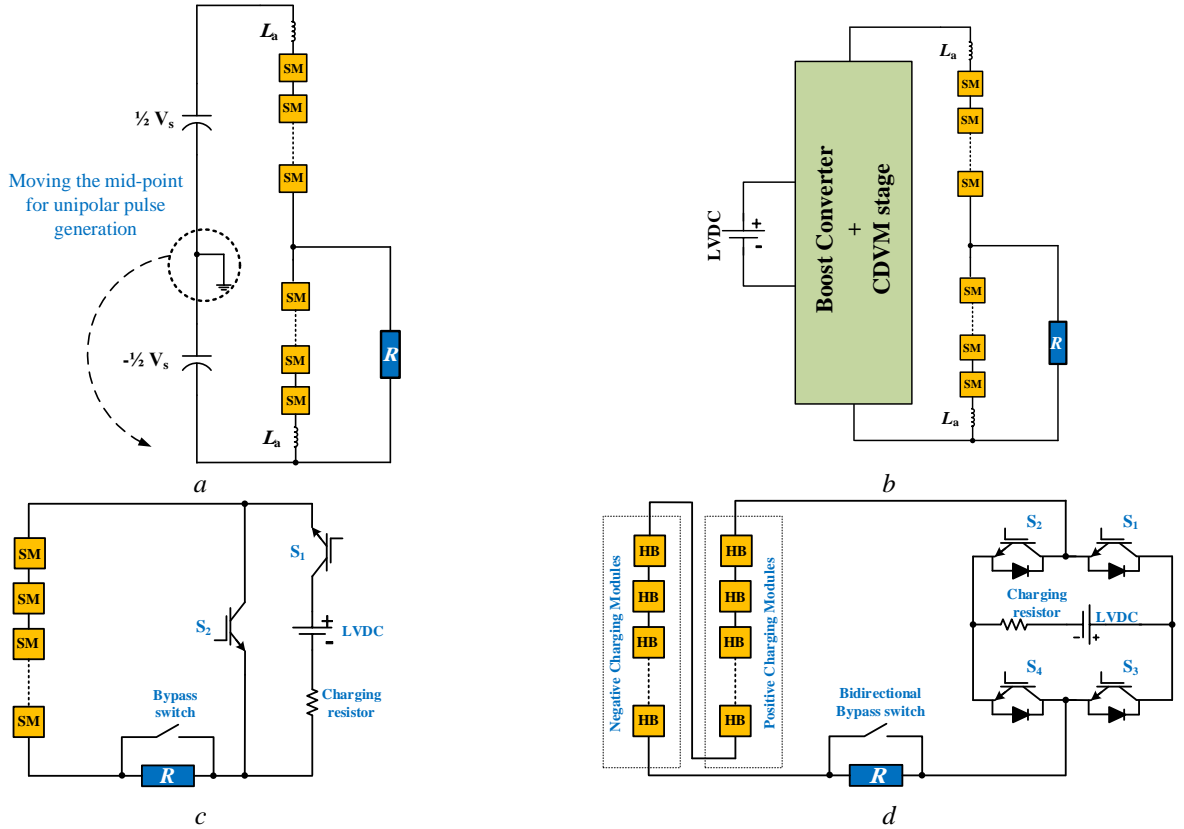 Lₐ
SM
SM
SM
½ Vₛ
Moving the mid-point
for unipolar pulse
generation
SM
SM
SM
-½ Vₛ
R
Lₐ
a
Lₐ
SM
SM
SM
LVDC
+
-
Boost Converter
+
CDVM stage
SM
SM
SM
R
Lₐ
b
SM
SM
SM
SM
S₁
S₂
+
-
LVDC
Charging
resistor
Bypass
switch
R
c
Negative Charging Modules
HB
HB
HB
HB
Positive Charging Modules
HB
HB
HB
HB
S₂
S₁
Charging
resistor
LVDC
-
+
S₄
S₃
Bidirectional
Bypass switch
R
d